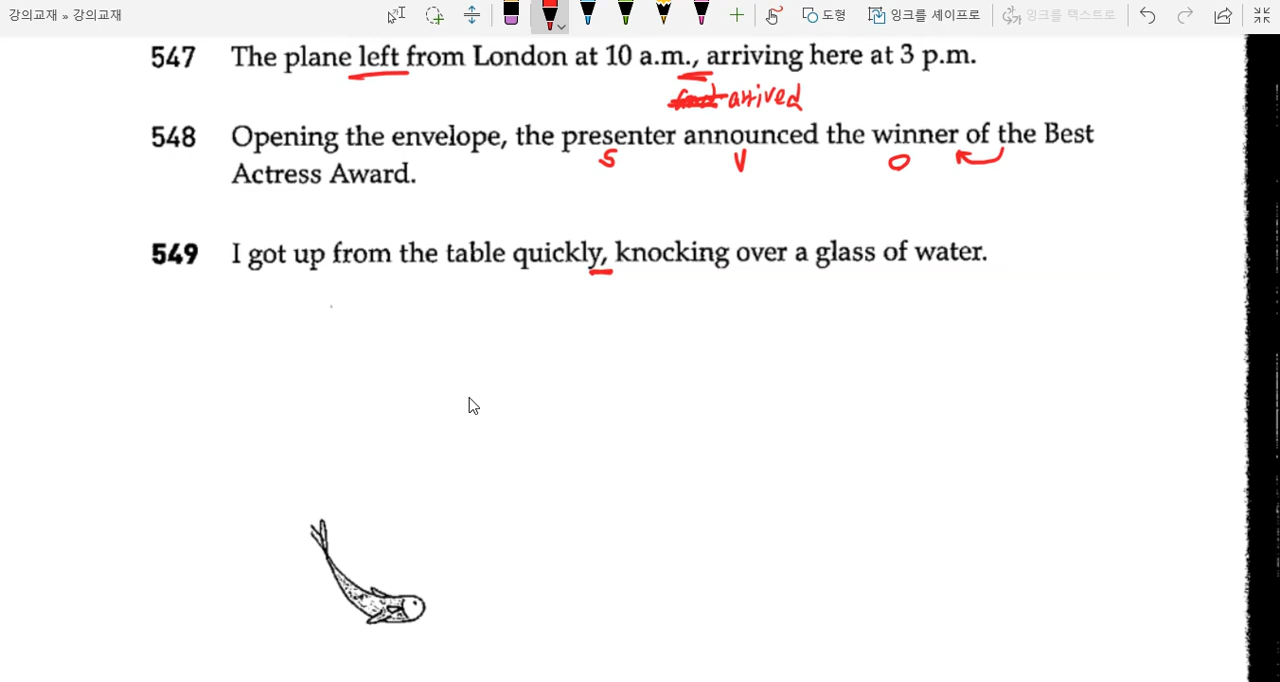 강의교재 » 강의교재
도형
잉크를 셰이프로
잉크를 텍스트로
547 The plane left from London at 10 a.m., arriving here at 3 p.m.
arrived
548 Opening the envelope, the presenter announced the winner of the Best
S V O
Actress Award.
549 I got up from the table quickly, knocking over a glass of water.